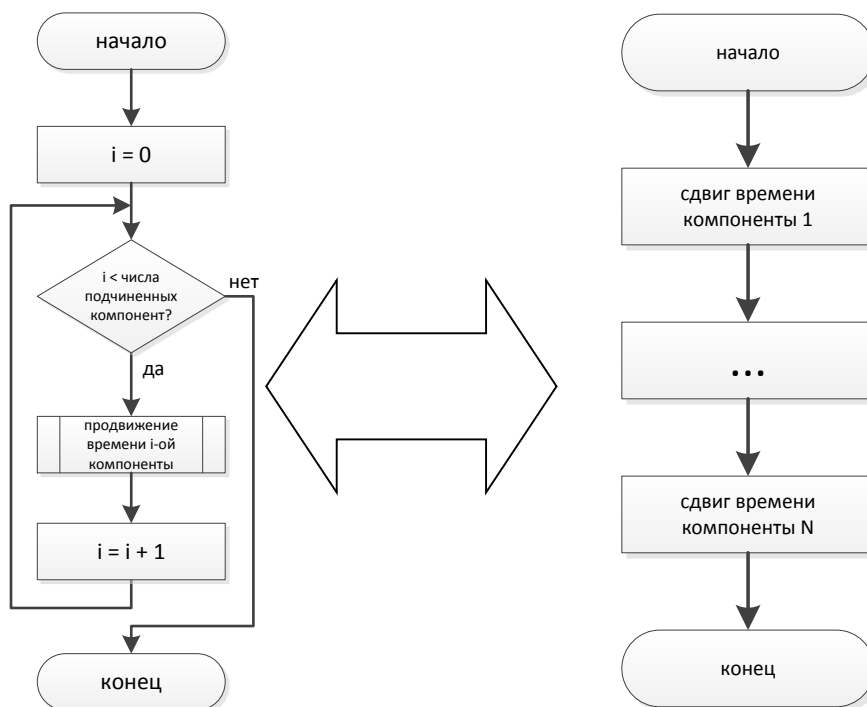 начало
i = 0
i < числа
подчиненных
компонент?
нет
да
продвижение
времени i-ой
компоненты
i = i + 1
конец
начало
сдвиг времени
компоненты 1
...
сдвиг времени
компоненты N
конец